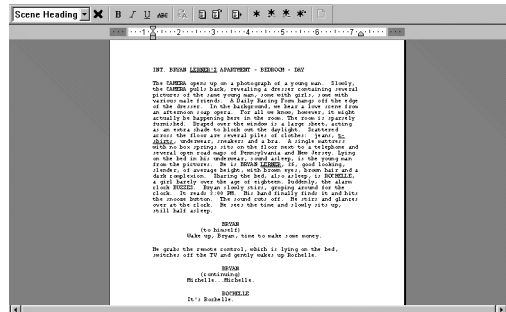 Scene Heading
B I U ABC
1 2 3 4 5 6 7
INT. BRYAN LERNER'S APARTMENT - BEDROOM - DAY
The CAMERA opens up on a photograph of a young man. Slowly,
the CAMERA pulls back, revealing a dresser containing several
pictures of the same young man, some with girls, some with
various male friends. A Daily Racing Form hangs off the edge
of the dresser. In the background, we hear a love scene from
an afternoon soap opera. For all we know, however, it might
actually be happening here in the room. The room is sparsely
furnished. Draped over the window is a large sheet, acting
as an extra shade to block out the daylight. Scattered
across the floor are several piles of clothes: jeans, t-
shirts, underwear, sneakers and a bra. A single mattress
with no box springs sits on the floor next to a telephone and
several open road maps of Pennsylvania and New Jersey. Lying
on the bed in his underwear, sound asleep, is the young man
from the pictures. He is BRYAN LERNER, good looking,
slender, of average height, with brown eyes, brown hair and a
dark complexion. Sharing the bed, also asleep, is ROCHELLE,
a girl barely over the age of eighteen. Suddenly, the alarm
clock BUZZES. Bryan slowly stirs, groping around for the
clock. It reads 3:00 PM. His hand finally finds it and hits
the snooze button. The sound cuts off. He stirs and glances
over at the clock. He sees the time and slowly sits up,
still half asleep.
BRYAN
(to himself)
Wake up, Bryan, time to make some money.
He grabs the remote control, which is lying on the bed,
switches off the TV and gently wakes up Rochelle.
BRYAN
(continuing)
Michelle...Michelle.
ROCHELLE
It's Rochelle.